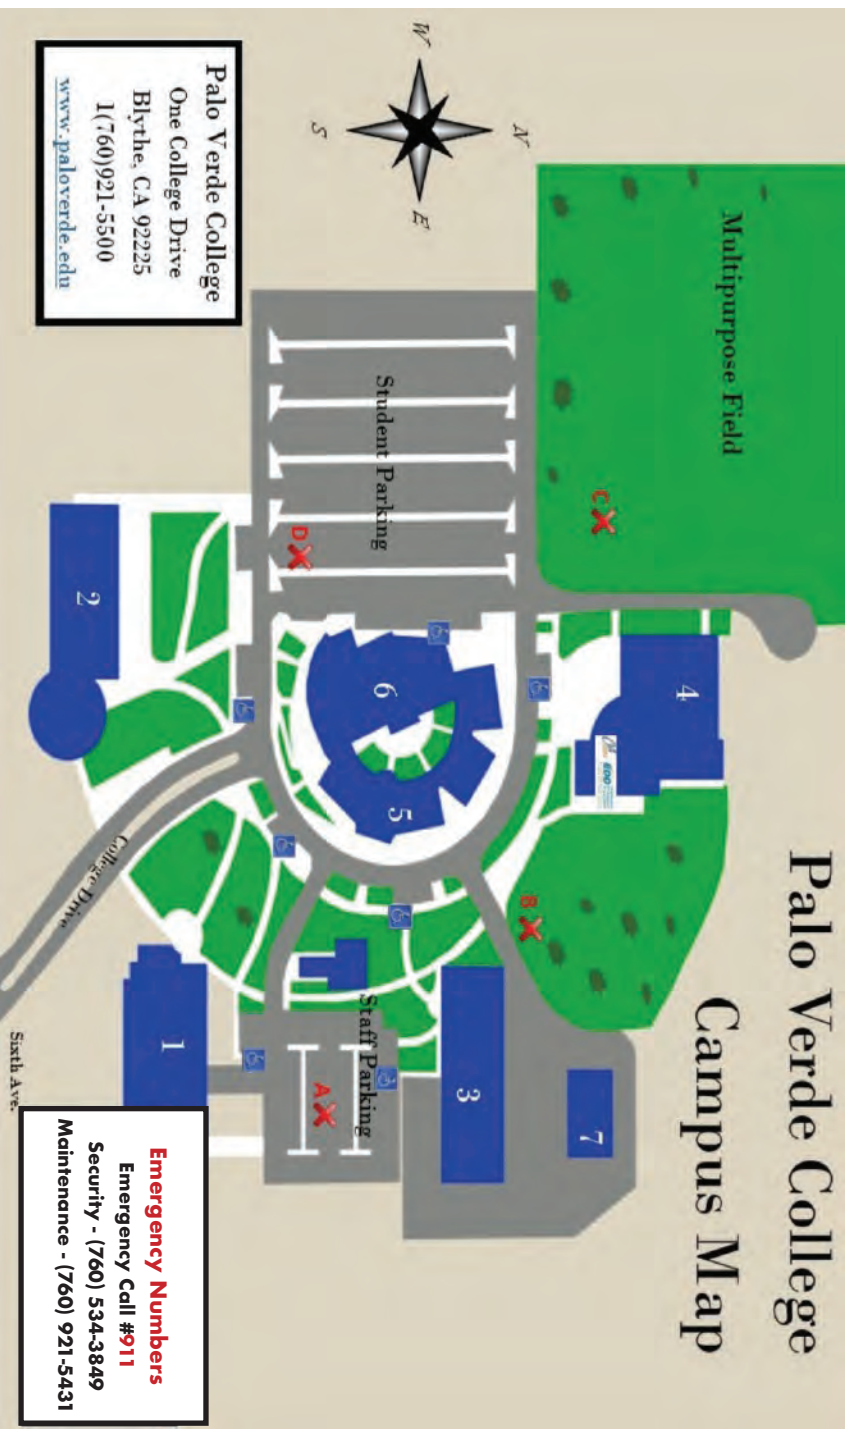 Palo Verde College
Campus Map
Multipurpose Field
W
N
S
E
Palo Verde College
One College Drive
Blythe, CA 92225
1(760)921-5500
www.paloverde.edu
Student Parking
C
D
4
EDD
6
5
2
B
College Drive
3
7
Staff Parking
A
1
Sixth Ave.
Emergency Numbers
Emergency Call #911
Security - (760) 534-3849
Maintenance - (760) 921-5431